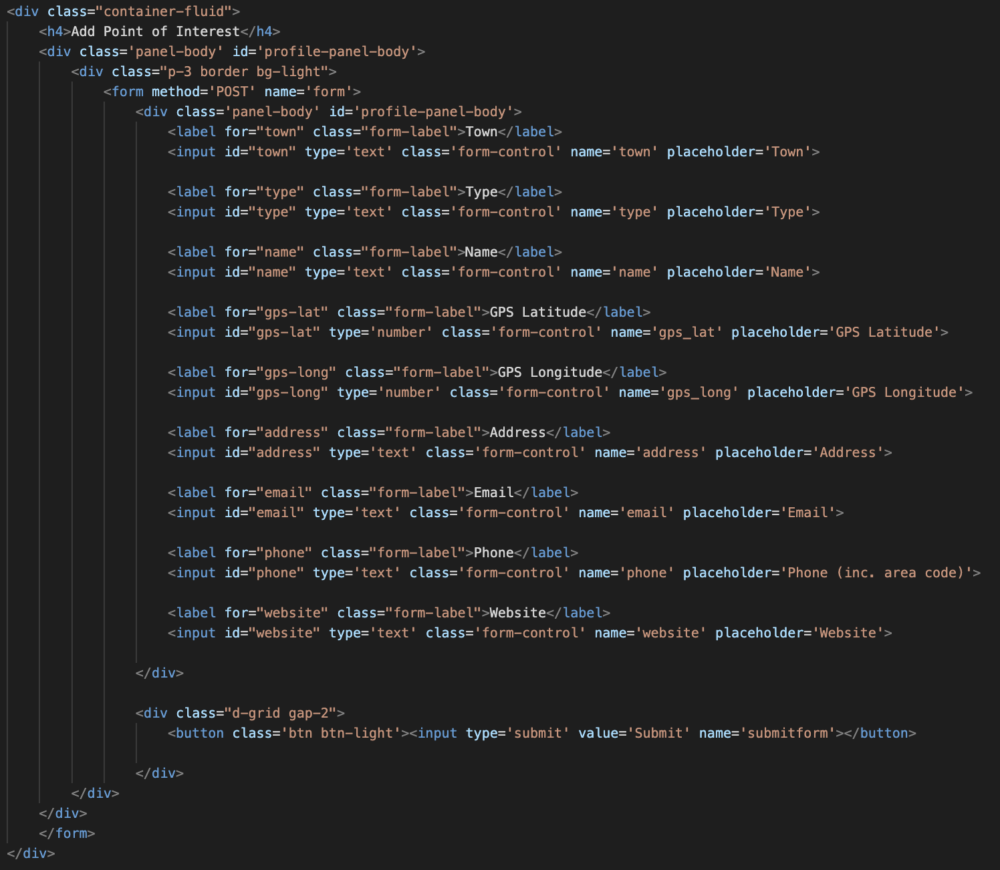 <div class="container-fluid">
<h4>Add Point of Interest</h4>
<div class='panel-body' id='profile-panel-body'>
<div class="p-3 border bg-light">
<form method='POST' name='form'>
<div class='panel-body' id='profile-panel-body'>
<label for="town" class="form-label">Town</label>
<input id="town" type='text' class='form-control' name='town' placeholder='Town'>
<label for="type" class="form-label">Type</label>
<input id="type" type='text' class='form-control' name='type' placeholder='Type'>
<label for="name" class="form-label">Name</label>
<input id="name" type='text' class='form-control' name='name' placeholder='Name'>
<label for="gps-lat" class="form-label">GPS Latitude</label>
<input id="gps-lat" type='number' class='form-control' name='gps_lat' placeholder='GPS Latitude'>
<label for="gps-long" class="form-label">GPS Longitude</label>
<input id="gps-long" type='number' class='form-control' name='gps_long' placeholder='GPS Longitude'>
<label for="address" class="form-label">Address</label>
<input id="address" type='text' class='form-control' name='address' placeholder='Address'>
<label for="email" class="form-label">Email</label>
<input id="email" type='text' class='form-control' name='email' placeholder='Email'>
<label for="phone" class="form-label">Phone</label>
<input id="phone" type='text' class='form-control' name='phone' placeholder='Phone (inc. area code)'>
<label for="website" class="form-label">Website</label>
<input id="website" type='text' class='form-control' name='website' placeholder='Website'>
</div>
<div class="d-grid gap-2">
<button class='btn btn-light'><input type='submit' value='Submit' name='submitform'></button>
</div>
</div>
</div>
</form>
</div>